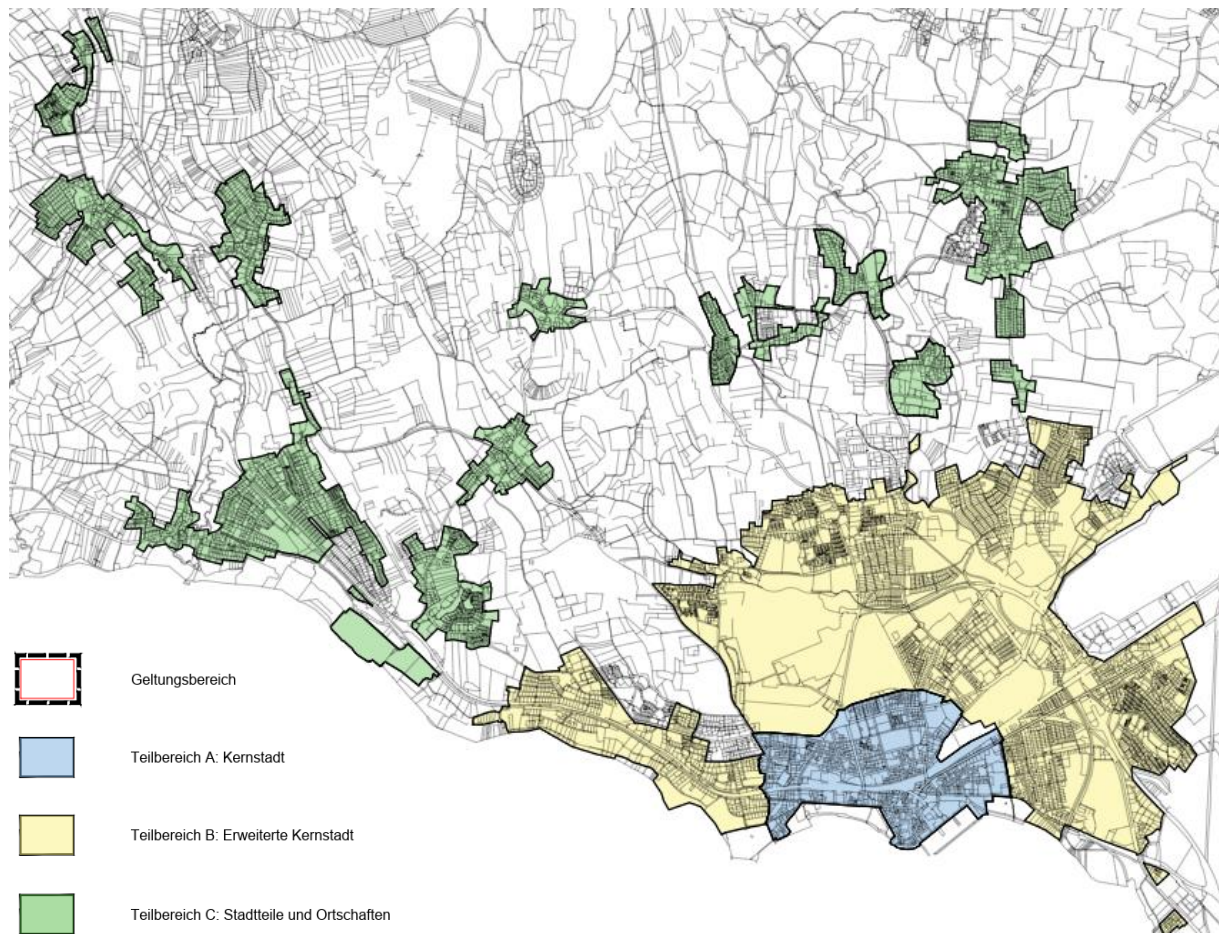 Geltungsbereich
Teilbereich A: Kernstadt
Teilbereich B: Erweiterte Kernstadt
Teilbereich C: Stadtteile und Ortschaften